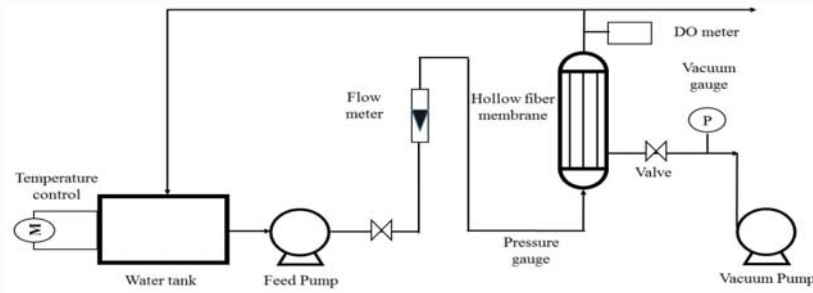 DO meter
Vacuum
gauge
Flow
meter
Hollow fiber
membrane
P
Valve
Temperature
control
M
Pressure
gauge
Water tank
Feed Pump
Vacuum Pump